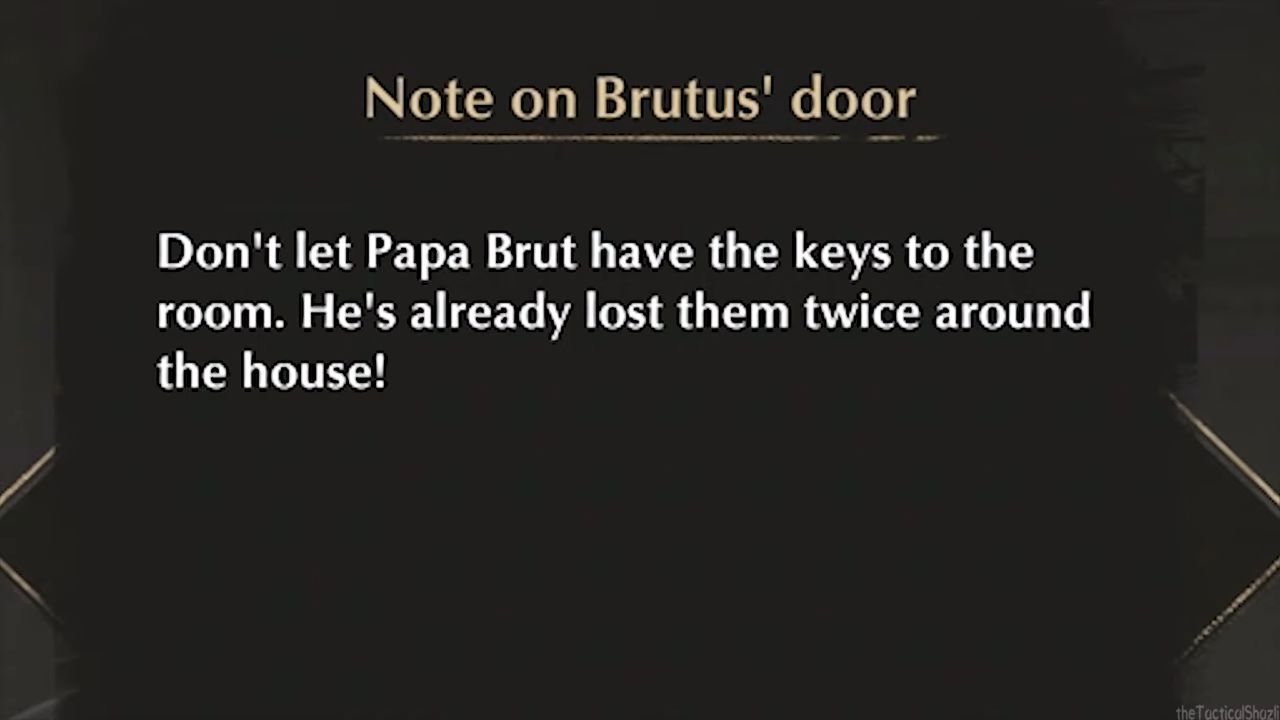 Note on Brutus' door
Don't let Papa Brut have the keys to the
room. He's already lost them twice around
the house!
theTacticalShazli